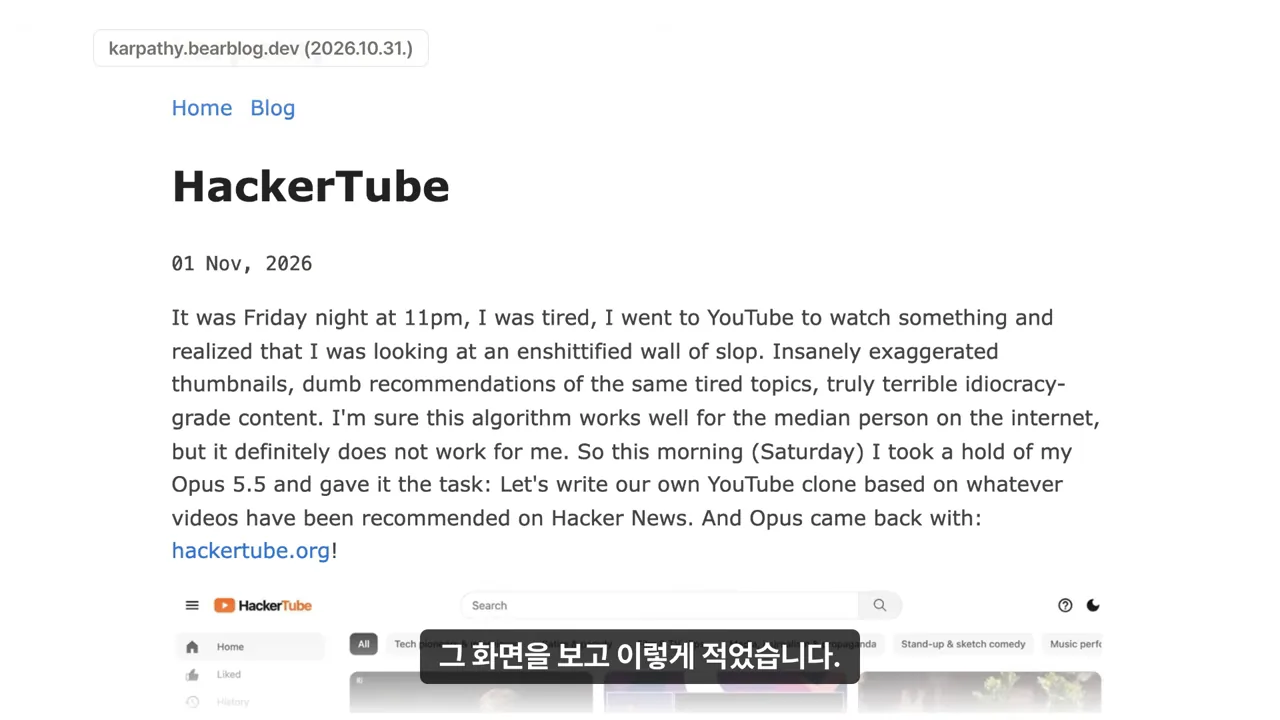 karpathy.bearblog.dev (2026.10.31.)
Home Blog
HackerTube
01 Nov, 2026
It was Friday night at 11pm, I was tired, I went to YouTube to watch something and
realized that I was looking at an enshittified wall of slop. Insanely exaggerated
thumbnails, dumb recommendations of the same tired topics, truly terrible idiocracy-
grade content. I'm sure this algorithm works well for the median person on the internet,
but it definitely does not work for me. So this morning (Saturday) I took a hold of my
Opus 5.5 and gave it the task: Let's write our own YouTube clone based on whatever
videos have been recommended on Hacker News. And Opus came back with:
hackertube.org!
HackerTube
Search
Home
All
Tech
Stand-up & sketch comedy
Music perfo
그 화면을 보고 이렇게 적었습니다.
Liked
History